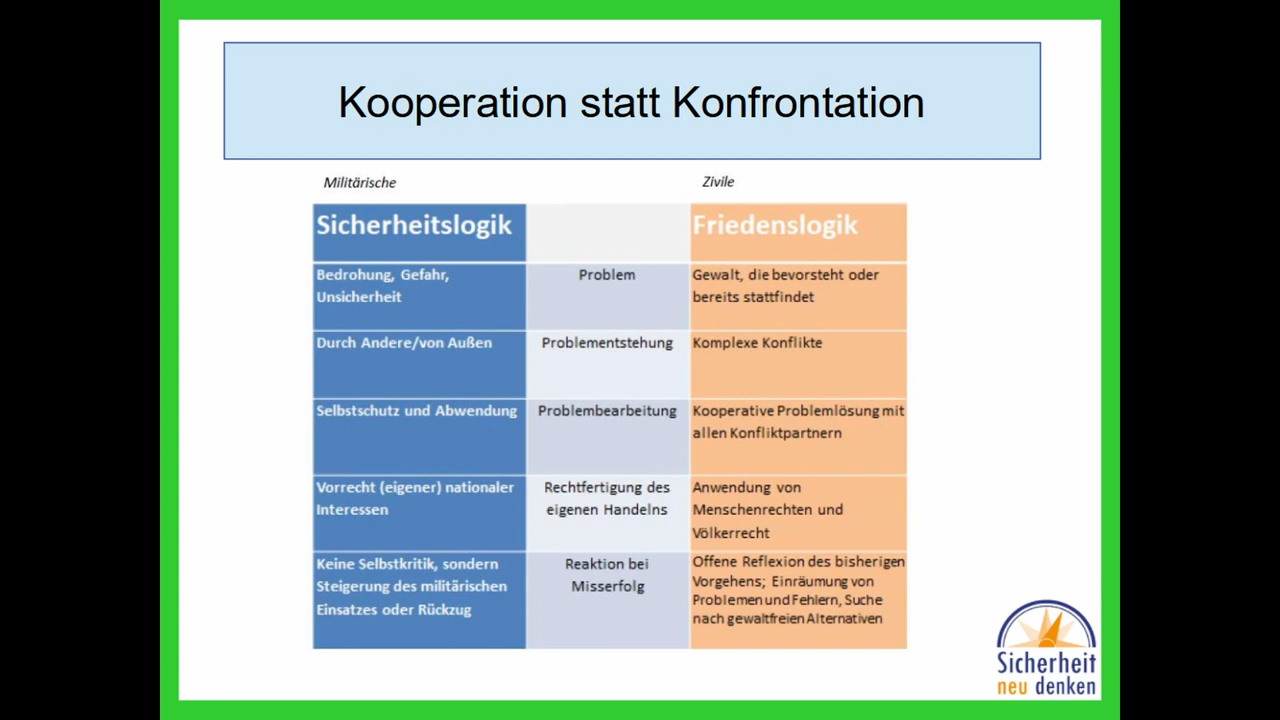 Kooperation statt Konfrontation
Militärische
Zivile
Sicherheitslogik
Friedenslogik
Bedrohung, Gefahr,
Unsicherheit
Problem
Gewalt, die bevorsteht oder
bereits stattfindet
Durch Andere/von Außen
Problementstehung
Komplexe Konflikte
Selbstschutz und Abwendung
Problembearbeitung
Kooperative Problemlösung mit
allen Konfliktpartnern
Vorrecht (eigener) nationaler
Interessen
Rechtfertigung des
eigenen Handelns
Anwendung von
Menschenrechten und
Völkerrecht
Keine Selbstkritik, sondern
Steigerung des militärischen
Einsatzes oder Rückzug
Reaktion bei
Misserfolg
Offene Reflexion des bisherigen
Vorgehens; Einräumung von
Problemen und Fehlern, Suche
nach gewaltfreien Alternativen
Sicherheit
neu denken